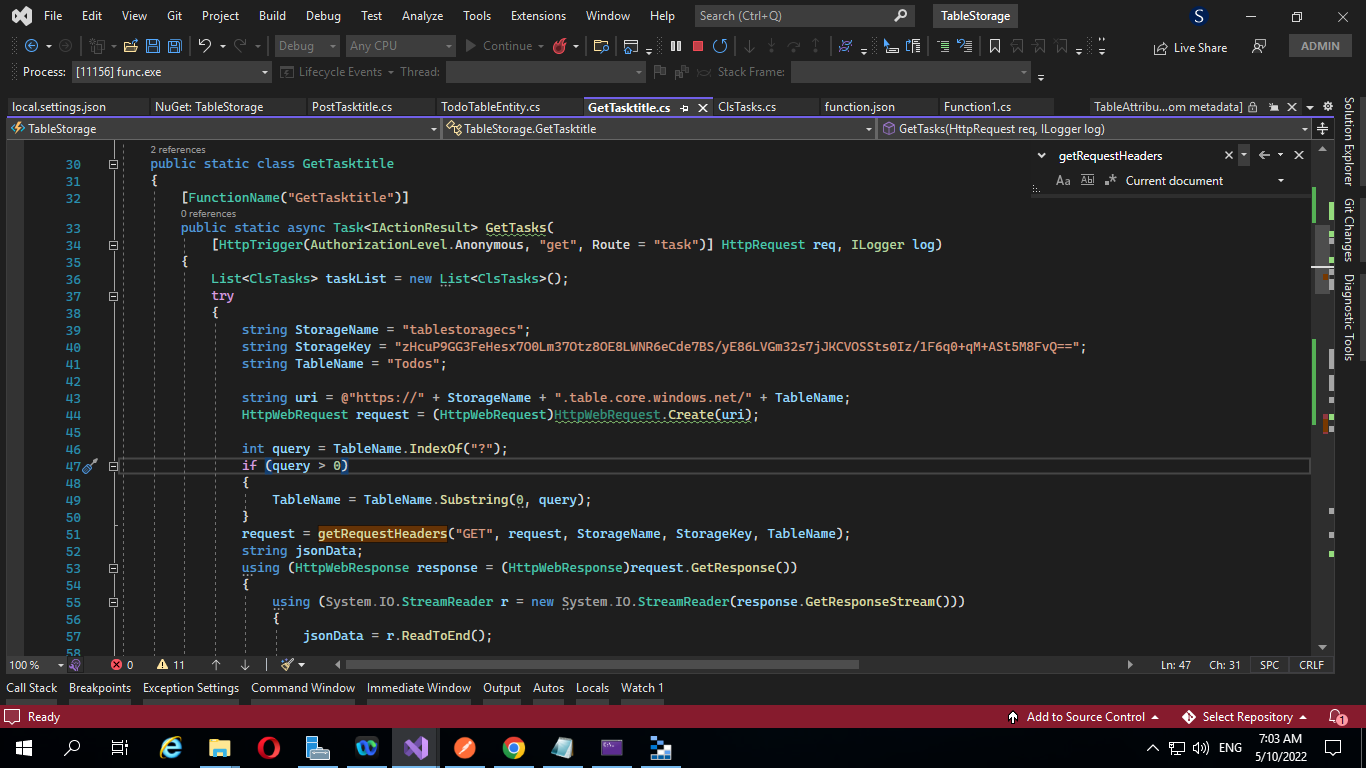 File Edit View Git Project Build Debug Test Analyze Tools Extensions Window Help Search (Ctrl+Q) TableStorage S
Debug Any CPU Continue Live Share ADMIN
Process: [11156] func.exe Lifecycle Events Thread: Stack Frame:
local.settings.json NuGet: TableStorage PostTasktitle.cs TodoTableEntity.cs GetTasktitle.cs ClsTasks.cs function.json Function1.cs TableAttribu...om metadata]
TableStorage TableStorage.GetTasktitle GetTasks(HttpRequest req, ILogger log)
getRequestHeaders
Aa Ab Current document
Solution Explorer
Git Changes
Diagnostic Tools
2 references
30 public static class GetTasktitle
31 {
32 [FunctionName("GetTasktitle")]
0 references
33 public static async Task<IActionResult> GetTasks(
34 [HttpTrigger(AuthorizationLevel.Anonymous, "get", Route = "task")] HttpRequest req, ILogger log)
35 {
36 List<ClsTasks> taskList = new List<ClsTasks>();
37 try
38 {
39 string StorageName = "tablestoragecs";
40 string StorageKey = "zHcuP9GG3FeHesx7O0Lm37Otz8OE8LWNR6eCde7BS/yE86LVGm32s7jJKCVOSSts0Iz/1F6q0+qM+ASt5M8FvQ==";
41 string TableName = "Todos";
42
43 string uri = @"https://" + StorageName + ".table.core.windows.net/" + TableName;
44 HttpWebRequest request = (HttpWebRequest)HttpWebRequest.Create(uri);
45
46 int query = TableName.IndexOf("?");
47 if (query > 0)
48 {
49 TableName = TableName.Substring(0, query);
50 }
51 request = getRequestHeaders("GET", request, StorageName, StorageKey, TableName);
52 string jsonData;
53 using (HttpWebResponse response = (HttpWebResponse)request.GetResponse())
54 {
55 using (System.IO.StreamReader r = new System.IO.StreamReader(response.GetResponseStream()))
56 {
57 jsonData = r.ReadToEnd();
58
100 % 0 11 Ln: 47 Ch: 31 SPC CRLF
Call Stack Breakpoints Exception Settings Command Window Immediate Window Output Autos Locals Watch 1
Ready Add to Source Control Select Repository 1
ENG 7:03 AM
5/10/2022